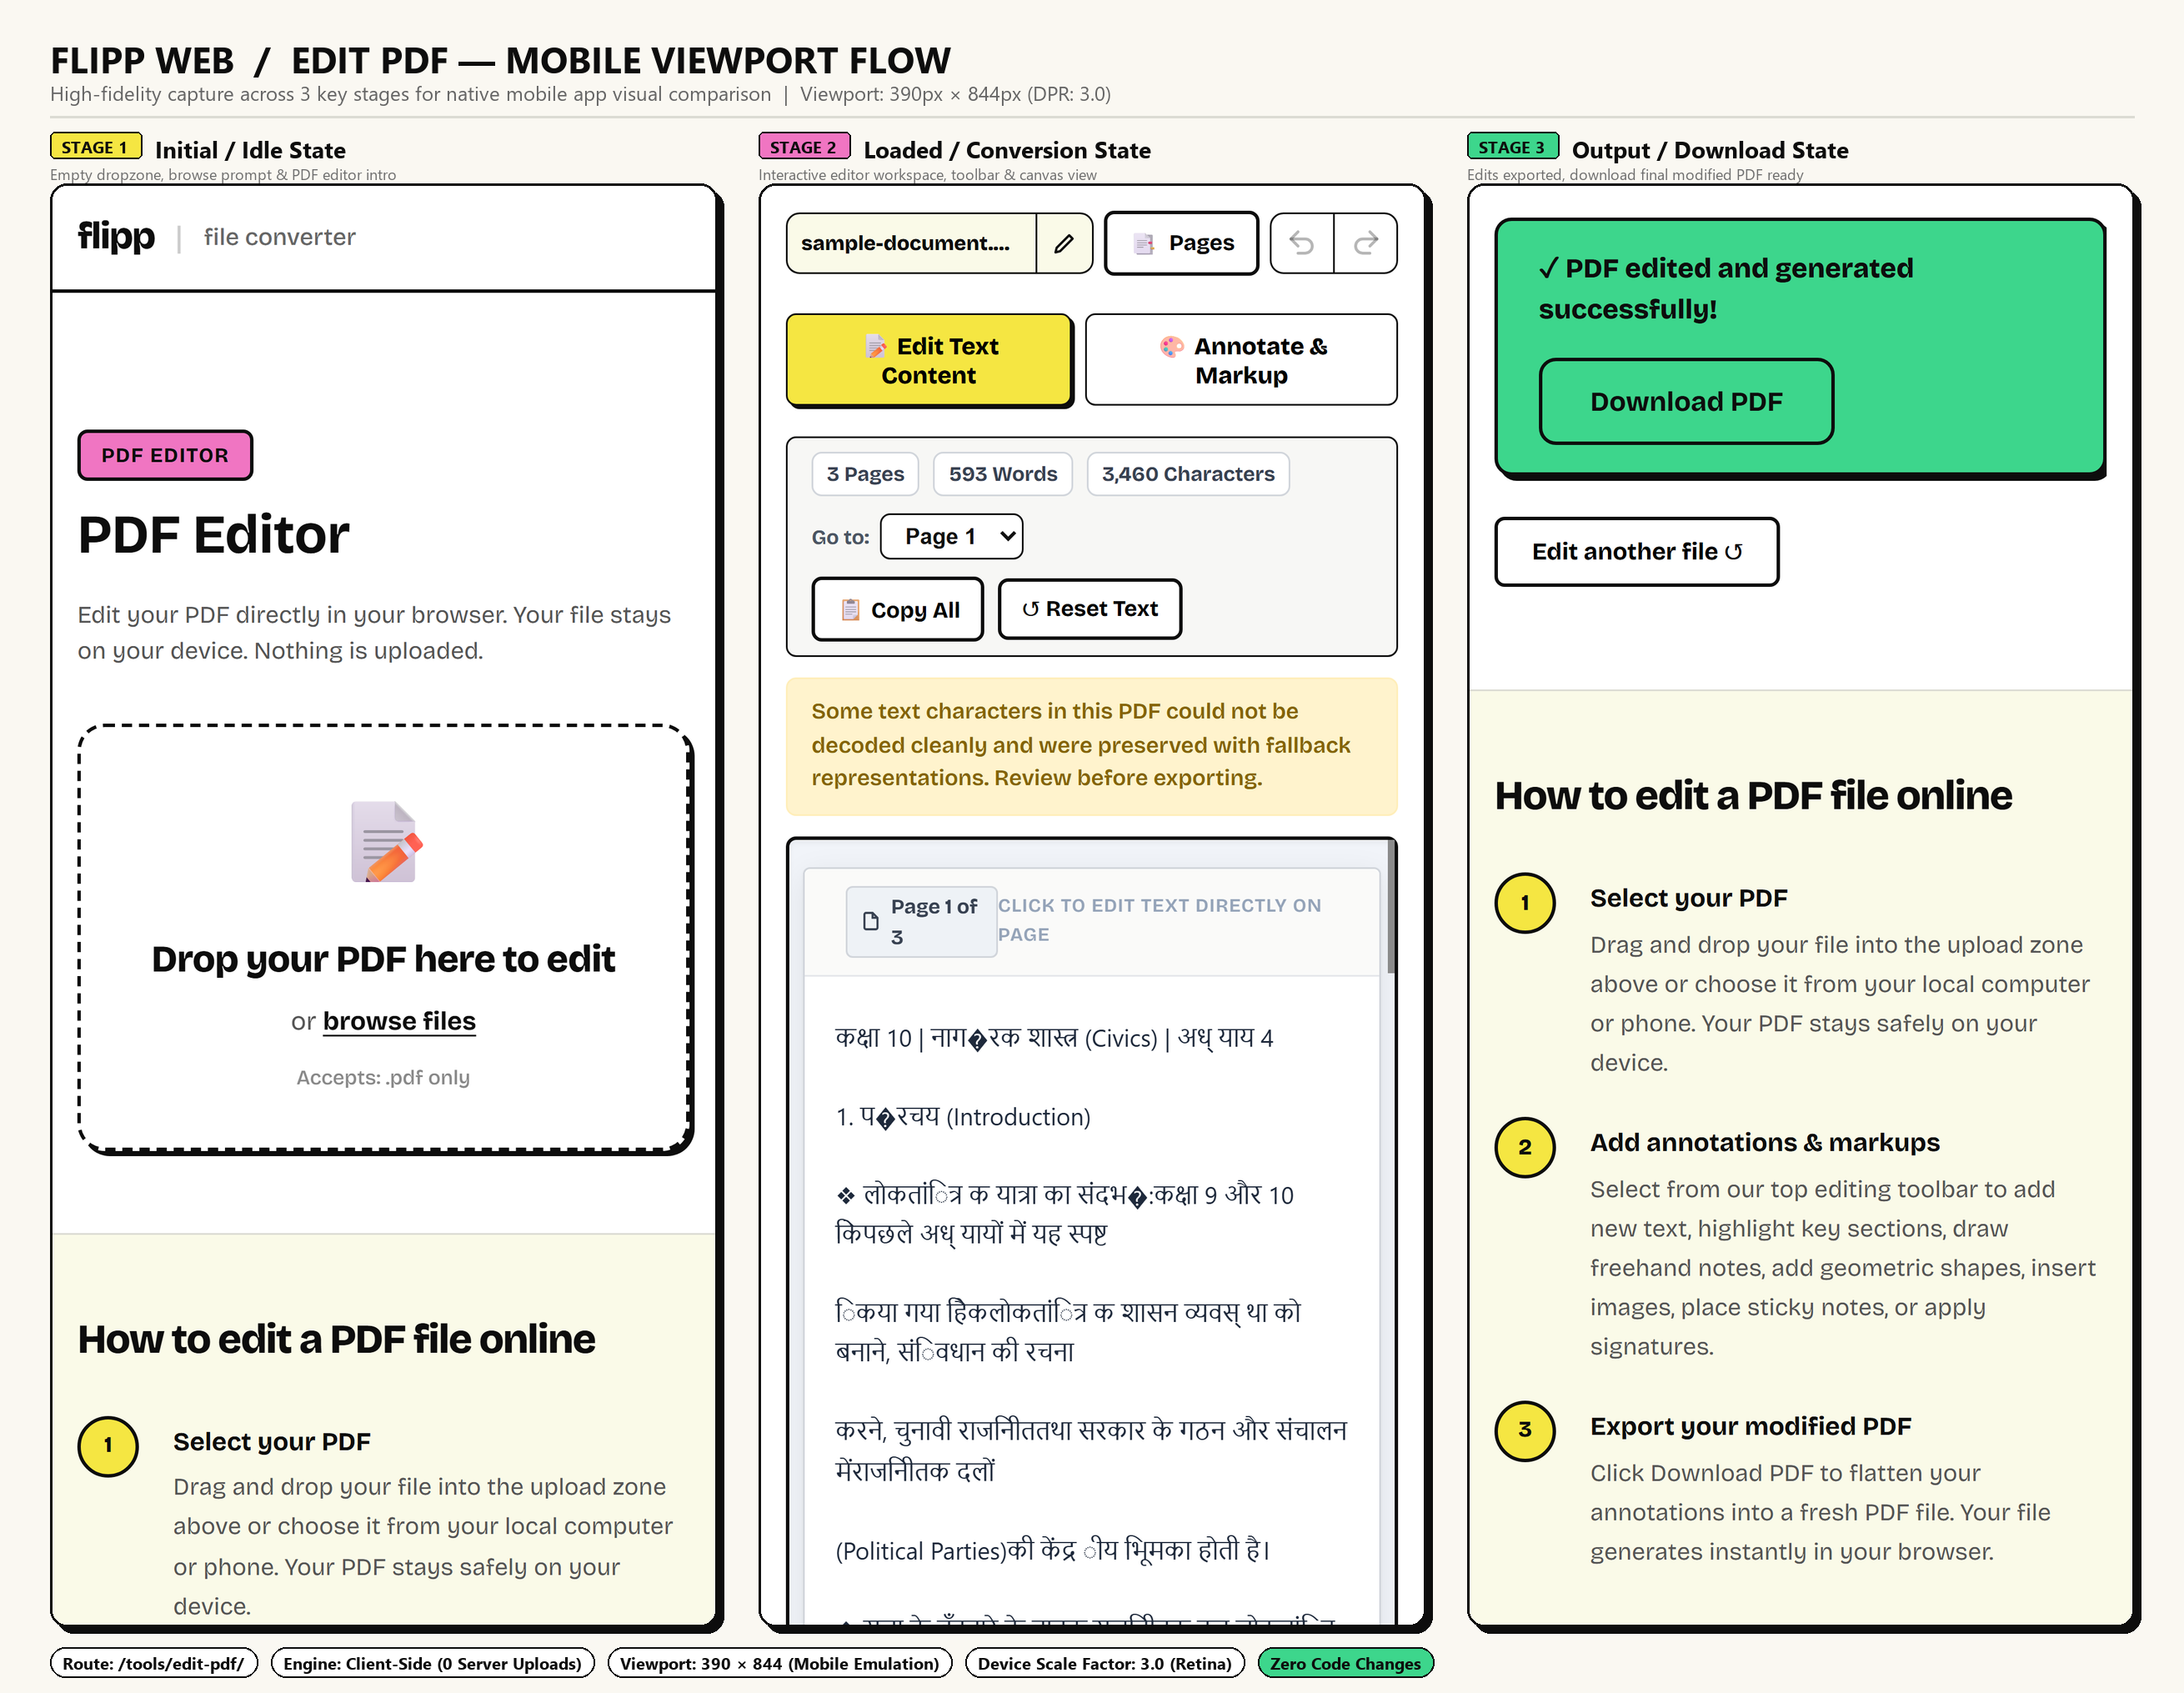 FLIPP WEB / EDIT PDF — MOBILE VIEWPORT FLOW
High-fidelity capture across 3 key stages for native mobile app visual comparison | Viewport: 390px × 844px (DPR: 3.0)
STAGE 1 Initial / Idle State
Empty dropzone, browse prompt & PDF editor intro
flipp | file converter
PDF EDITOR
PDF Editor
Edit your PDF directly in your browser. Your file stays
on your device. Nothing is uploaded.
Drop your PDF here to edit
or browse files
Accepts: .pdf only
How to edit a PDF file online
1 Select your PDF
Drag and drop your file into the upload zone
above or choose it from your local computer
or phone. Your PDF stays safely on your
device.
STAGE 2 Loaded / Conversion State
Interactive editor workspace, toolbar & canvas view
sample-document.... Pages
Edit Text
Content
Annotate &
Markup
3 Pages 593 Words 3,460 Characters
Go to: Page 1
Copy All ↺ Reset Text
Some text characters in this PDF could not be
decoded cleanly and were preserved with fallback
representations. Review before exporting.
Page 1 of
3
CLICK TO EDIT TEXT DIRECTLY ON
PAGE
कक्षा 10 | नाग�रक शास्त्र (Civics) | अध् याय 4
1. प�रचय (Introduction)
❖ लोकतांित्र क यात्रा का संदभ�:कक्षा 9 और 10
किपछले अध् यायों में यह स्पष्ट
िकया गया हैिकलोकतांित्र क शासन व्यवस् था को
बनाने, संिवधान की रचना
करने, चुनावी राजनीितितथा सरकार के गठन और संचालन
मेंराजनीितक दलों
(Political Parties)की केंद्र ीय भूिमका होती है।
STAGE 3 Output / Download State
Edits exported, download final modified PDF ready
✓ PDF edited and generated
successfully!
Download PDF
Edit another file ↺
How to edit a PDF file online
1 Select your PDF
Drag and drop your file into the upload zone
above or choose it from your local computer
or phone. Your PDF stays safely on your
device.
2 Add annotations & markups
Select from our top editing toolbar to add
new text, highlight key sections, draw
freehand notes, add geometric shapes, insert
images, place sticky notes, or apply
signatures.
3 Export your modified PDF
Click Download PDF to flatten your
annotations into a fresh PDF file. Your file
generates instantly in your browser.
Route: /tools/edit-pdf/ Engine: Client-Side (0 Server Uploads) Viewport: 390 × 844 (Mobile Emulation) Device Scale Factor: 3.0 (Retina) Zero Code Changes